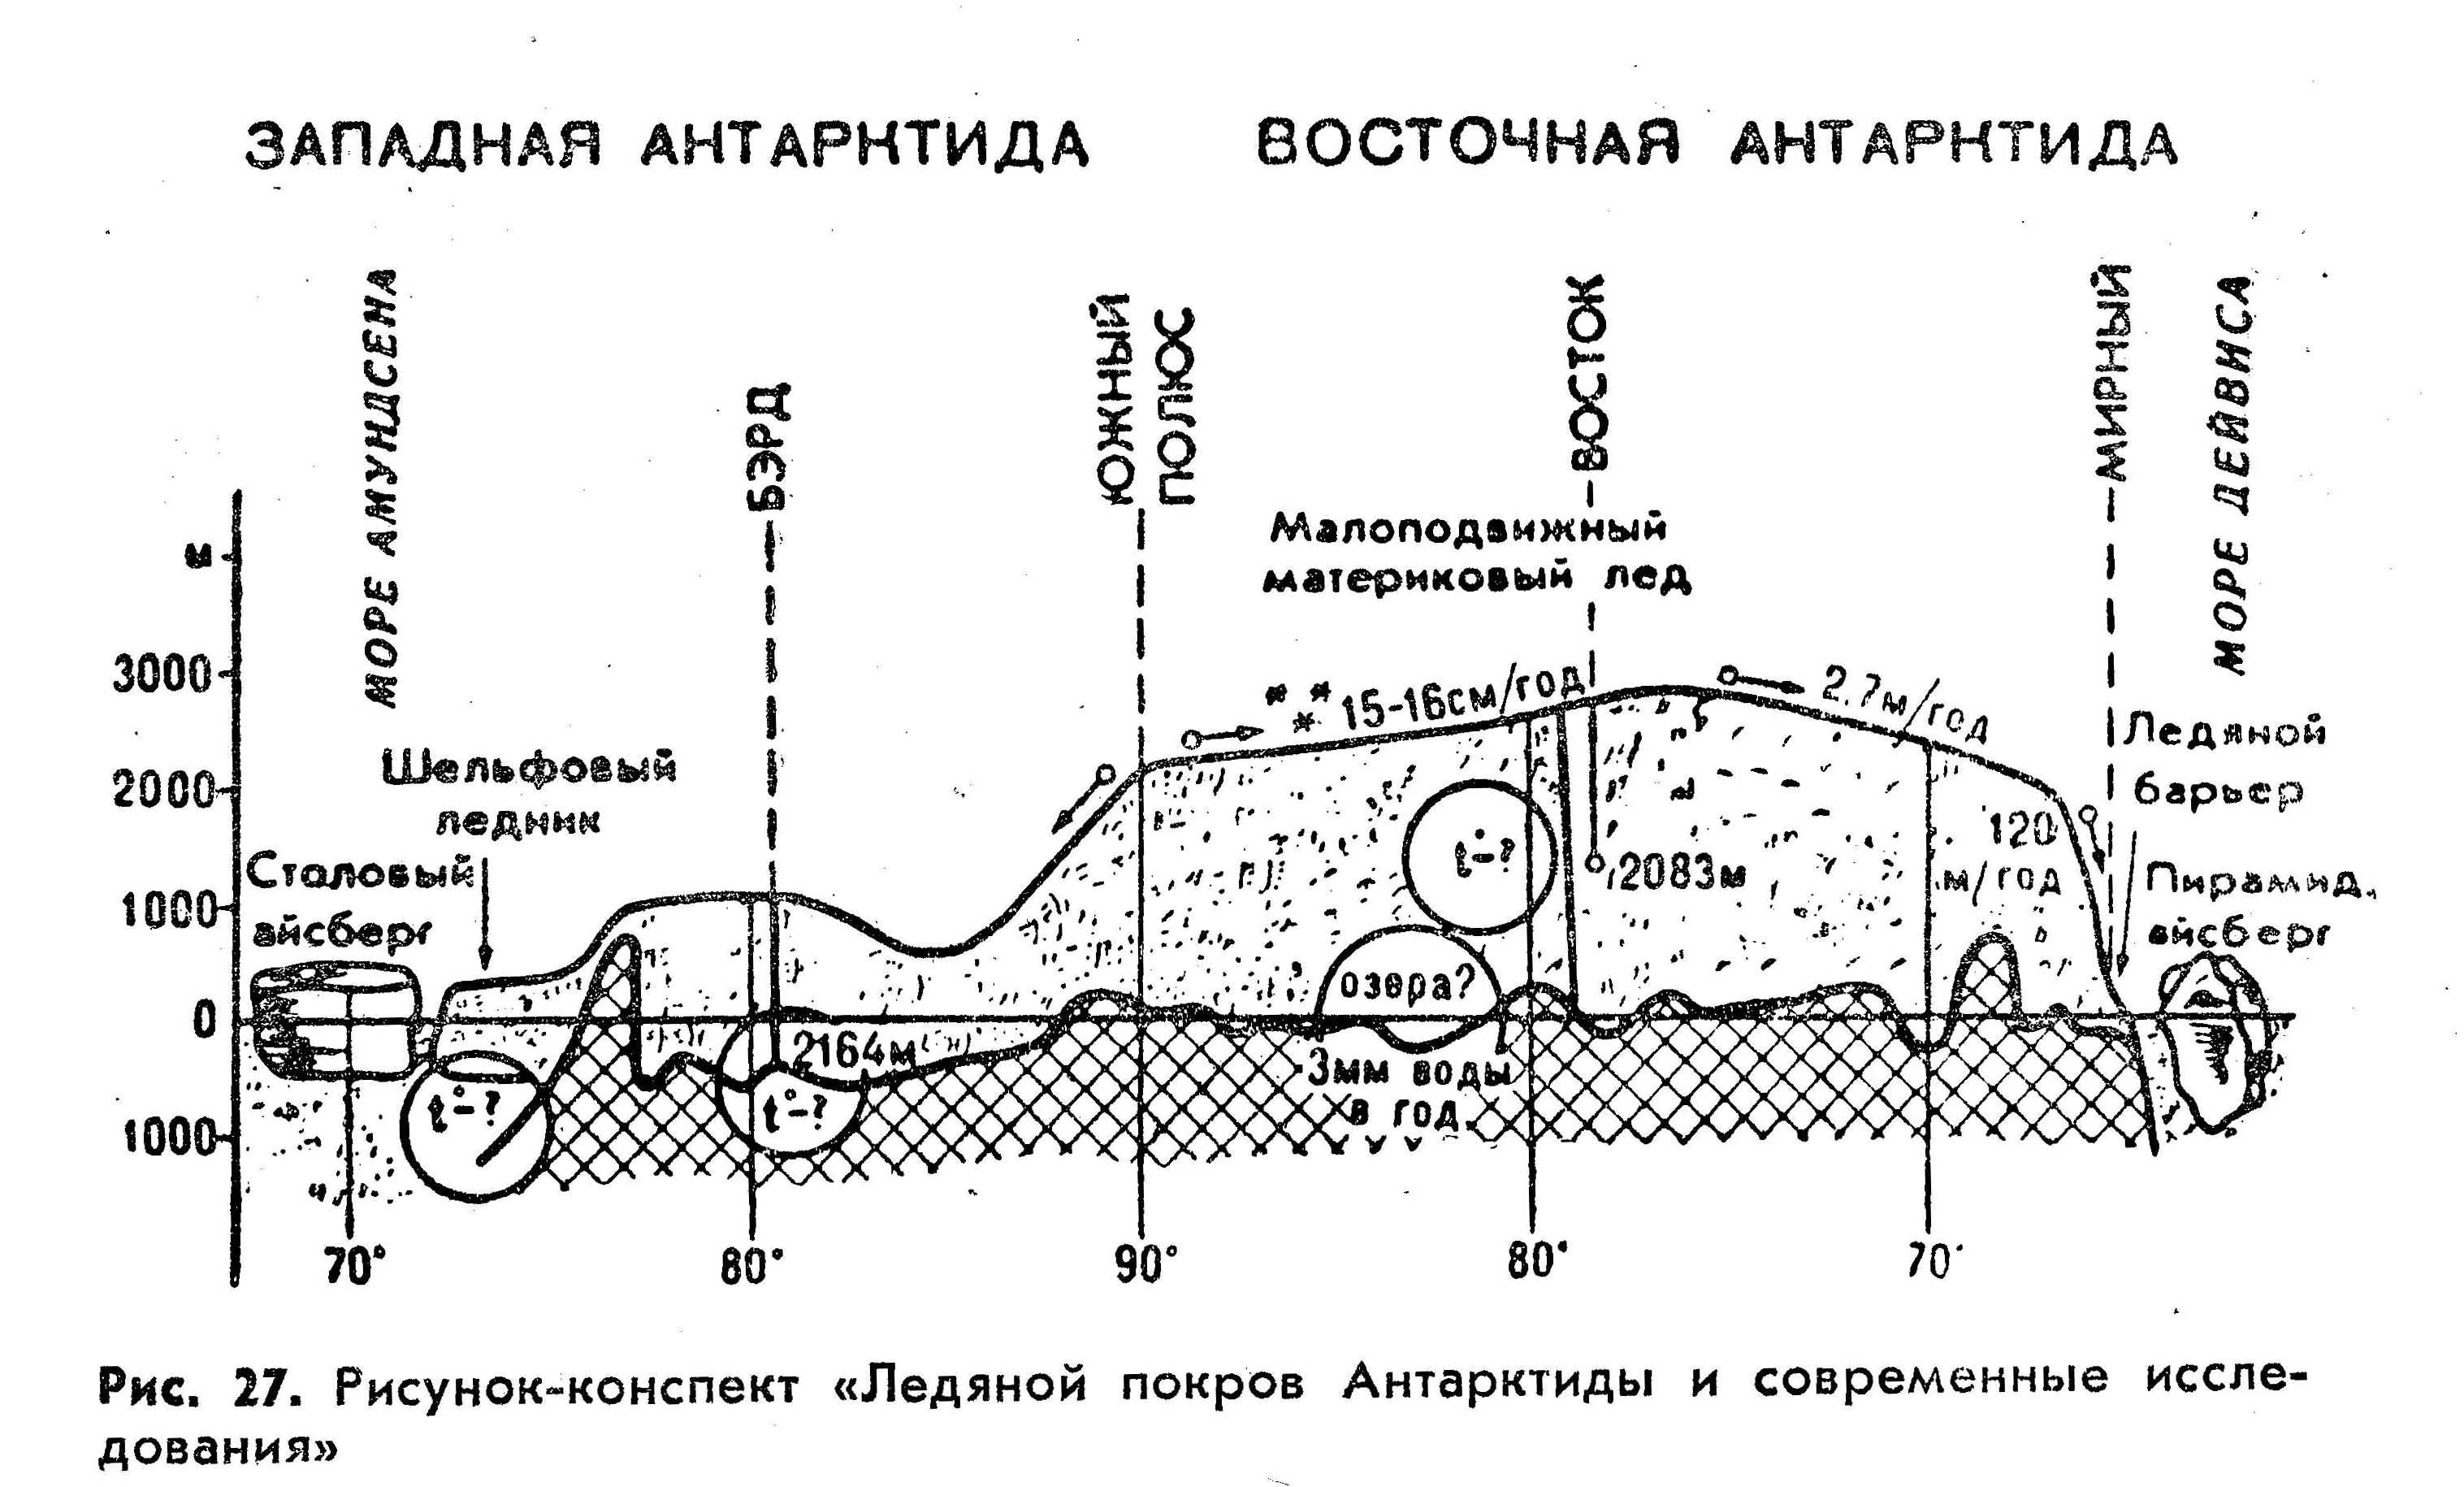 ЗАПАДНАЯ АНТАРКТИДА
ВОСТОЧНАЯ АНТАРКТИДА
МОРЕ АМУНДСЕНА
БЭРД
ЮЖНЫЙ
ПОЛЮС
ВОСТОК
МИРНЫЙ
МОРЕ ДЕЙВИСА
м
3000
2000
1000
0
1000
Малоподвижный
материковый лед
15-16см/год
2.7м/год
Шельфовый
ледник
Столовый
айсберг
Ледяной
барьер
120
м/год
Пирамид.
айсберг
t°-?
2083м
озера?
2164м
t°-?
t°-?
3мм воды
в год
70°
80°
90°
80°
70°
Рис. 27. Рисунок-конспект «Ледяной покров Антарктиды и современные иссле-
дования»